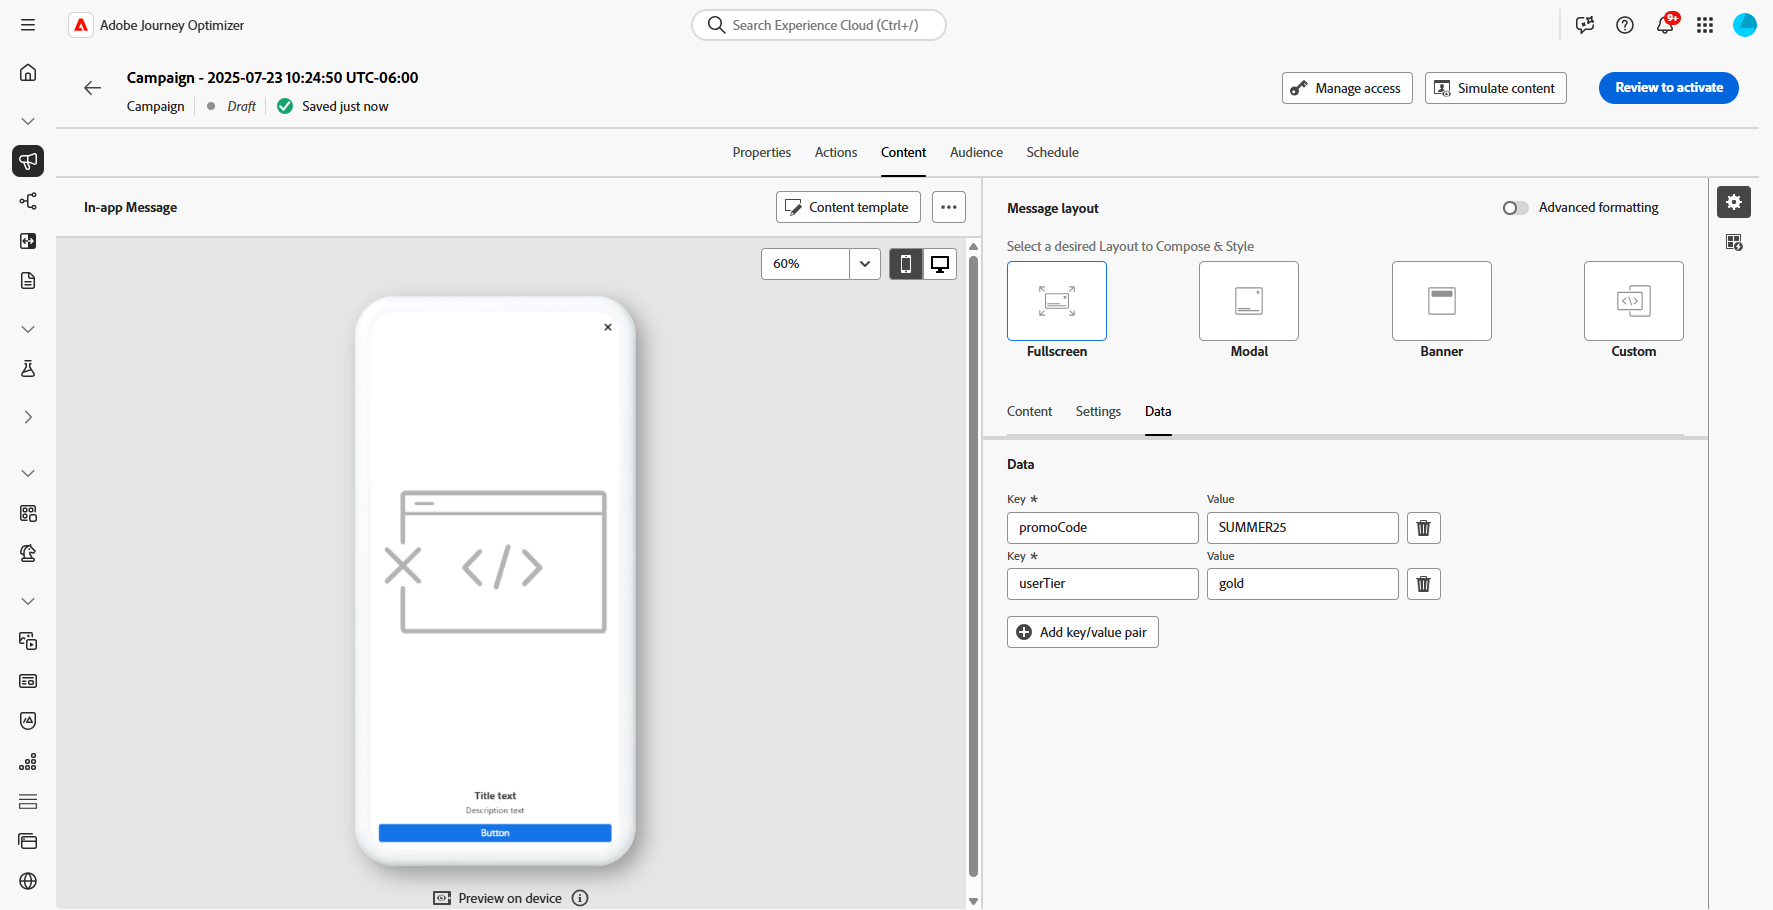 Adobe Journey Optimizer
Search Experience Cloud (Ctrl+/)
9+
Campaign - 2025-07-23 10:24:50 UTC-06:00
Campaign
Draft
Saved just now
Manage access
Simulate content
Review to activate
Properties
Actions
Content
Audience
Schedule
In-app Message
Content template
Message layout
Advanced formatting
60%
Select a desired Layout to Compose & Style
Fullscreen
Modal
Banner
Custom
Content
Settings
Data
Data
Key *
Value
promoCode
SUMMER25
Key *
Value
userTier
gold
Add key/value pair
Title text
Description text
Button
Preview on device